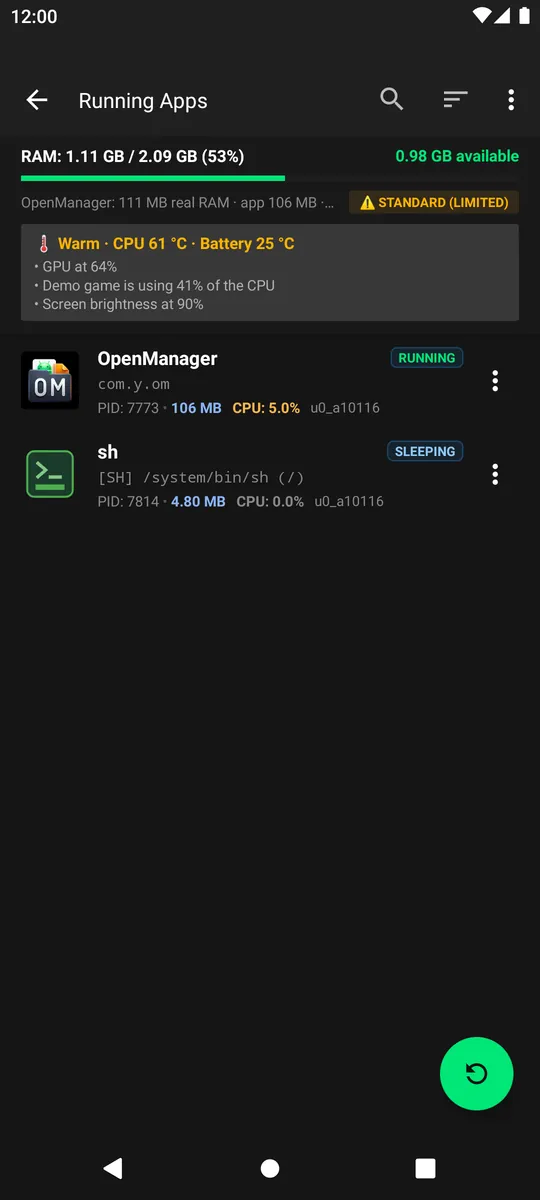 12:00
Running Apps
RAM: 1.11 GB / 2.09 GB (53%)
0.98 GB available
OpenManager: 111 MB real RAM · app 106 MB ·...
⚠️ STANDARD (LIMITED)
🌡️ Warm · CPU 61 °C · Battery 25 °C
• GPU at 64%
• Demo game is using 41% of the CPU
• Screen brightness at 90%
OM
OpenManager
RUNNING
com.y.om
PID: 7773 · 106 MB CPU: 5.0% u0_a10116
sh
SLEEPING
[SH] /system/bin/sh (/)
PID: 7814 · 4.80 MB CPU: 0.0% u0_a10116